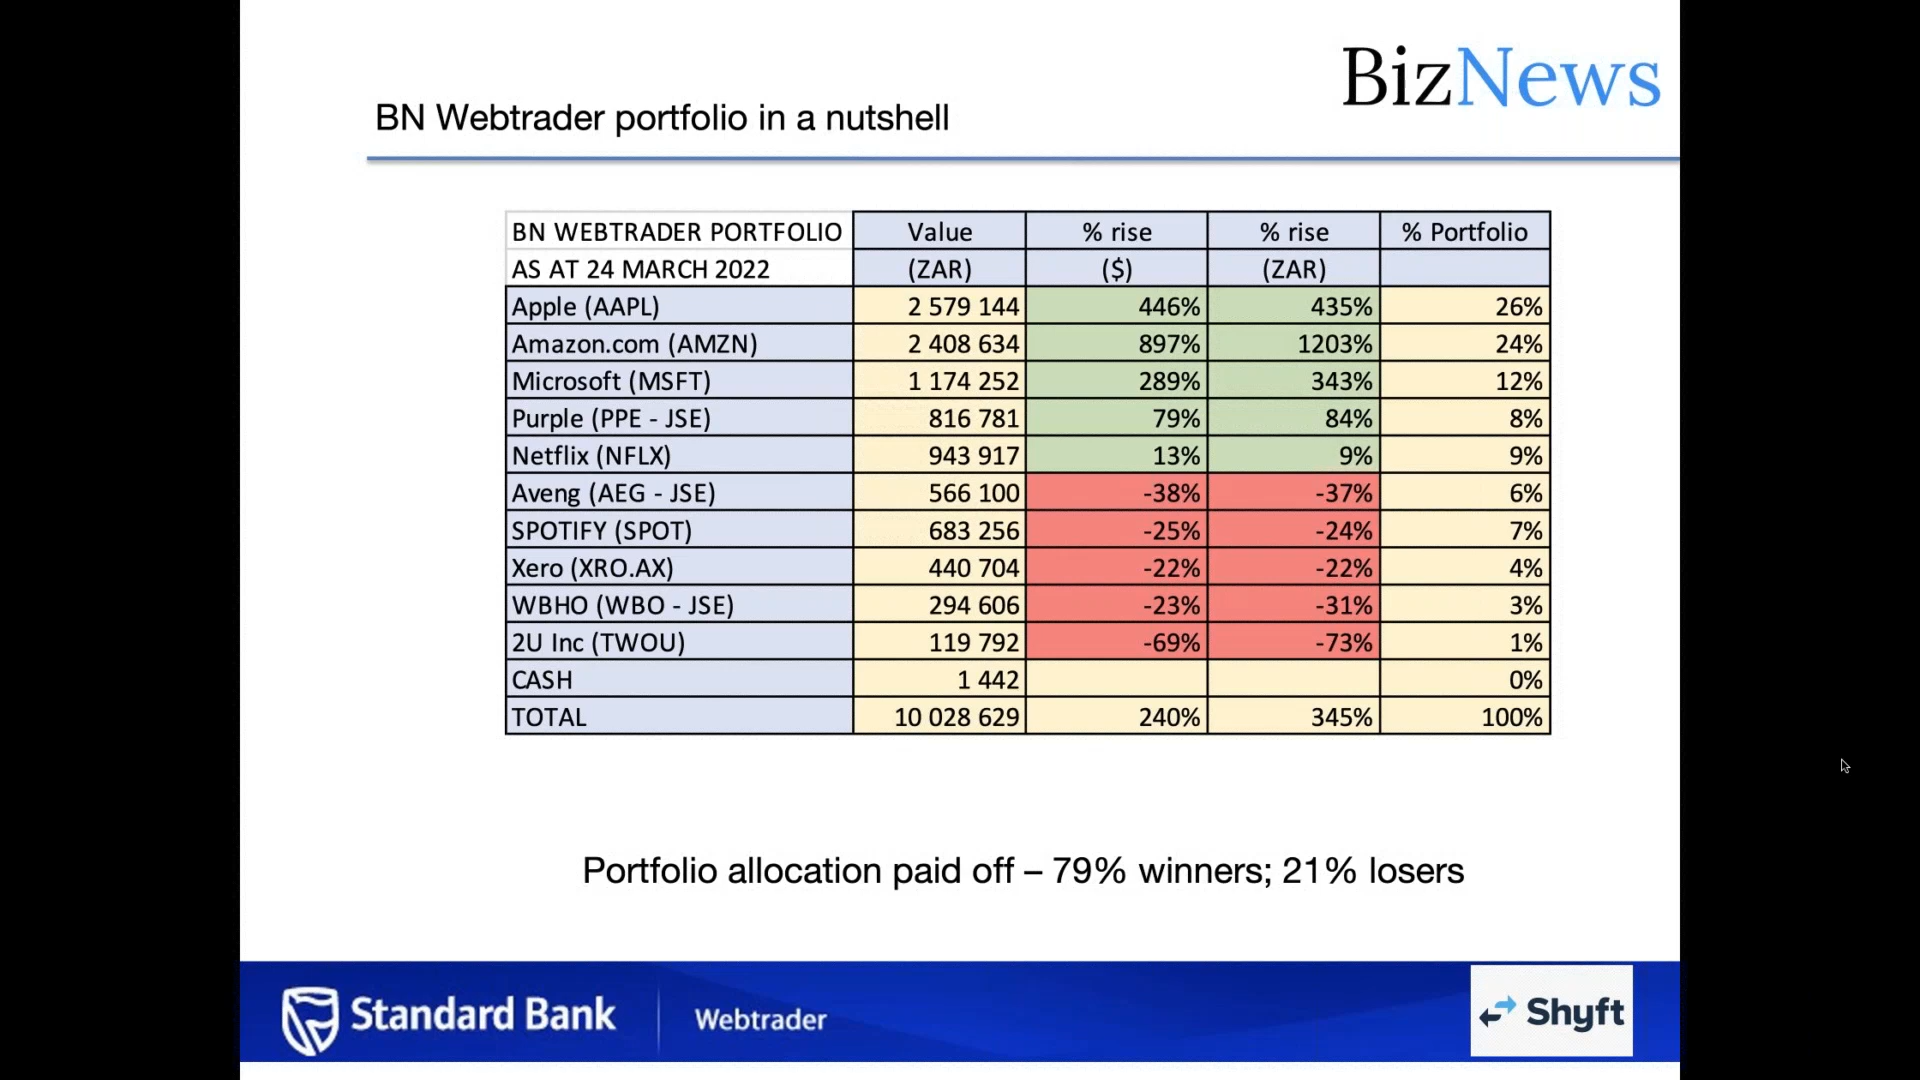 BizNews
BN Webtrader portfolio in a nutshell
BN WEBTRADER PORTFOLIO Value % rise % rise % Portfolio
AS AT 24 MARCH 2022 (ZAR) ($) (ZAR)
Apple (AAPL) 2 579 144 446% 435% 26%
Amazon.com (AMZN) 2 408 634 897% 1203% 24%
Microsoft (MSFT) 1 174 252 289% 343% 12%
Purple (PPE - JSE) 816 781 79% 84% 8%
Netflix (NFLX) 943 917 13% 9% 9%
Aveng (AEG - JSE) 566 100 -38% -37% 6%
SPOTIFY (SPOT) 683 256 -25% -24% 7%
Xero (XRO.AX) 440 704 -22% -22% 4%
WBHO (WBO - JSE) 294 606 -23% -31% 3%
2U Inc (TWOU) 119 792 -69% -73% 1%
CASH 1 442 0%
TOTAL 10 028 629 240% 345% 100%
Portfolio allocation paid off – 79% winners; 21% losers
Standard Bank Webtrader Shyft